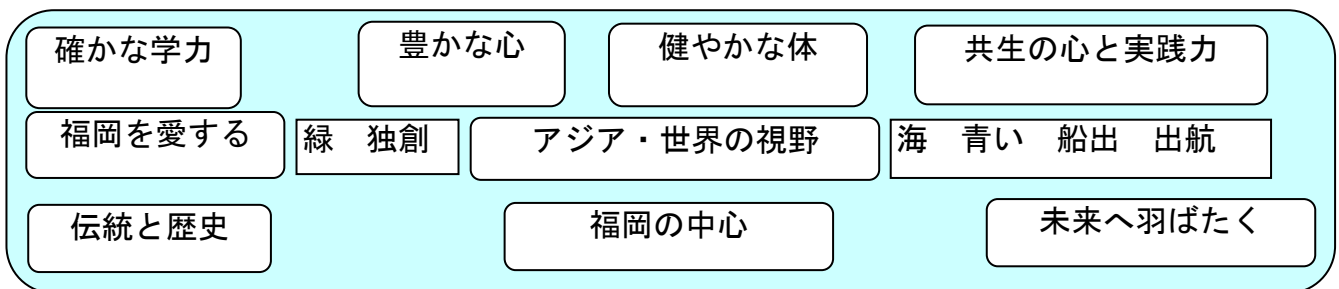 確かな学力
豊かな心
健やかな体
共生の心と実践力
福岡を愛する
緑　独創
アジア・世界の視野
海　青い　船出　出航
伝統と歴史
福岡の中心
未来へ羽ばたく